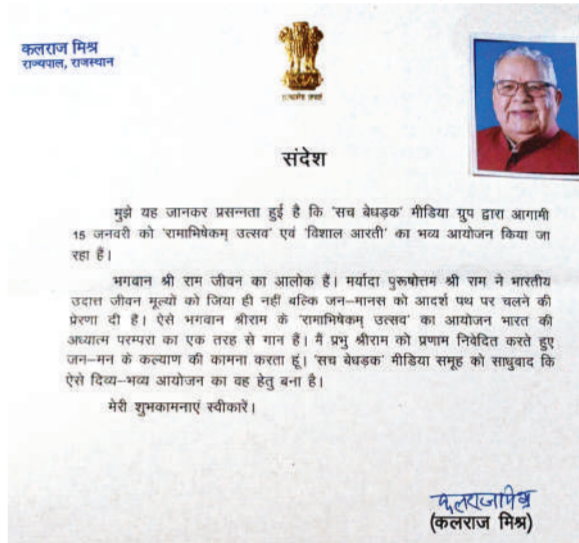 कलराज मिश्र
राज्यपाल, राजस्थान
सत्यमेव जयते
संदेश
मुझे यह जानकर प्रसन्नता हुई है कि 'सच बेधड़क' मीडिया ग्रुप द्वारा आगामी
15 जनवरी को 'रामाभिषेकम् उत्सव' एवं 'विशाल आरती' का भव्य आयोजन किया जा
रहा है।
भगवान श्री राम जीवन का आलोक हैं। मर्यादा पुरूषोत्तम श्री राम ने भारतीय
उदात्त जीवन मूल्यों को जिया ही नहीं बल्कि जन–मानस को आदर्श पथ पर चलने की
प्रेरणा दी है। ऐसे भगवान श्रीराम के 'रामाभिषेकम् उत्सव' का आयोजन भारत की
अध्यात्म परम्परा का एक तरह से गान है। मैं प्रभु श्रीराम को प्रणाम निवेदित करते हुए
जन–मन के कल्याण की कामना करता हूं। 'सच बेधड़क' मीडिया समूह को साधुवाद कि
ऐसे दिव्य–भव्य आयोजन का वह हेतु बना है।
मेरी शुभकामनाएं स्वीकारें।
कलराज मिश्र
(कलराज मिश्र)